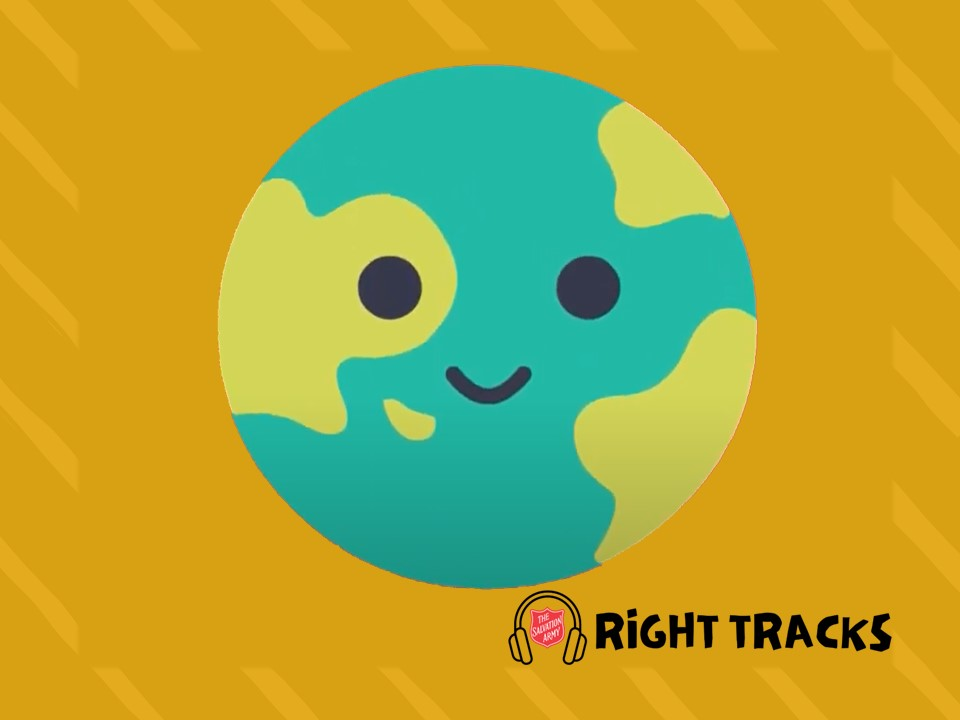 THE
SALVATION
ARMY
RiGHT TRACKS